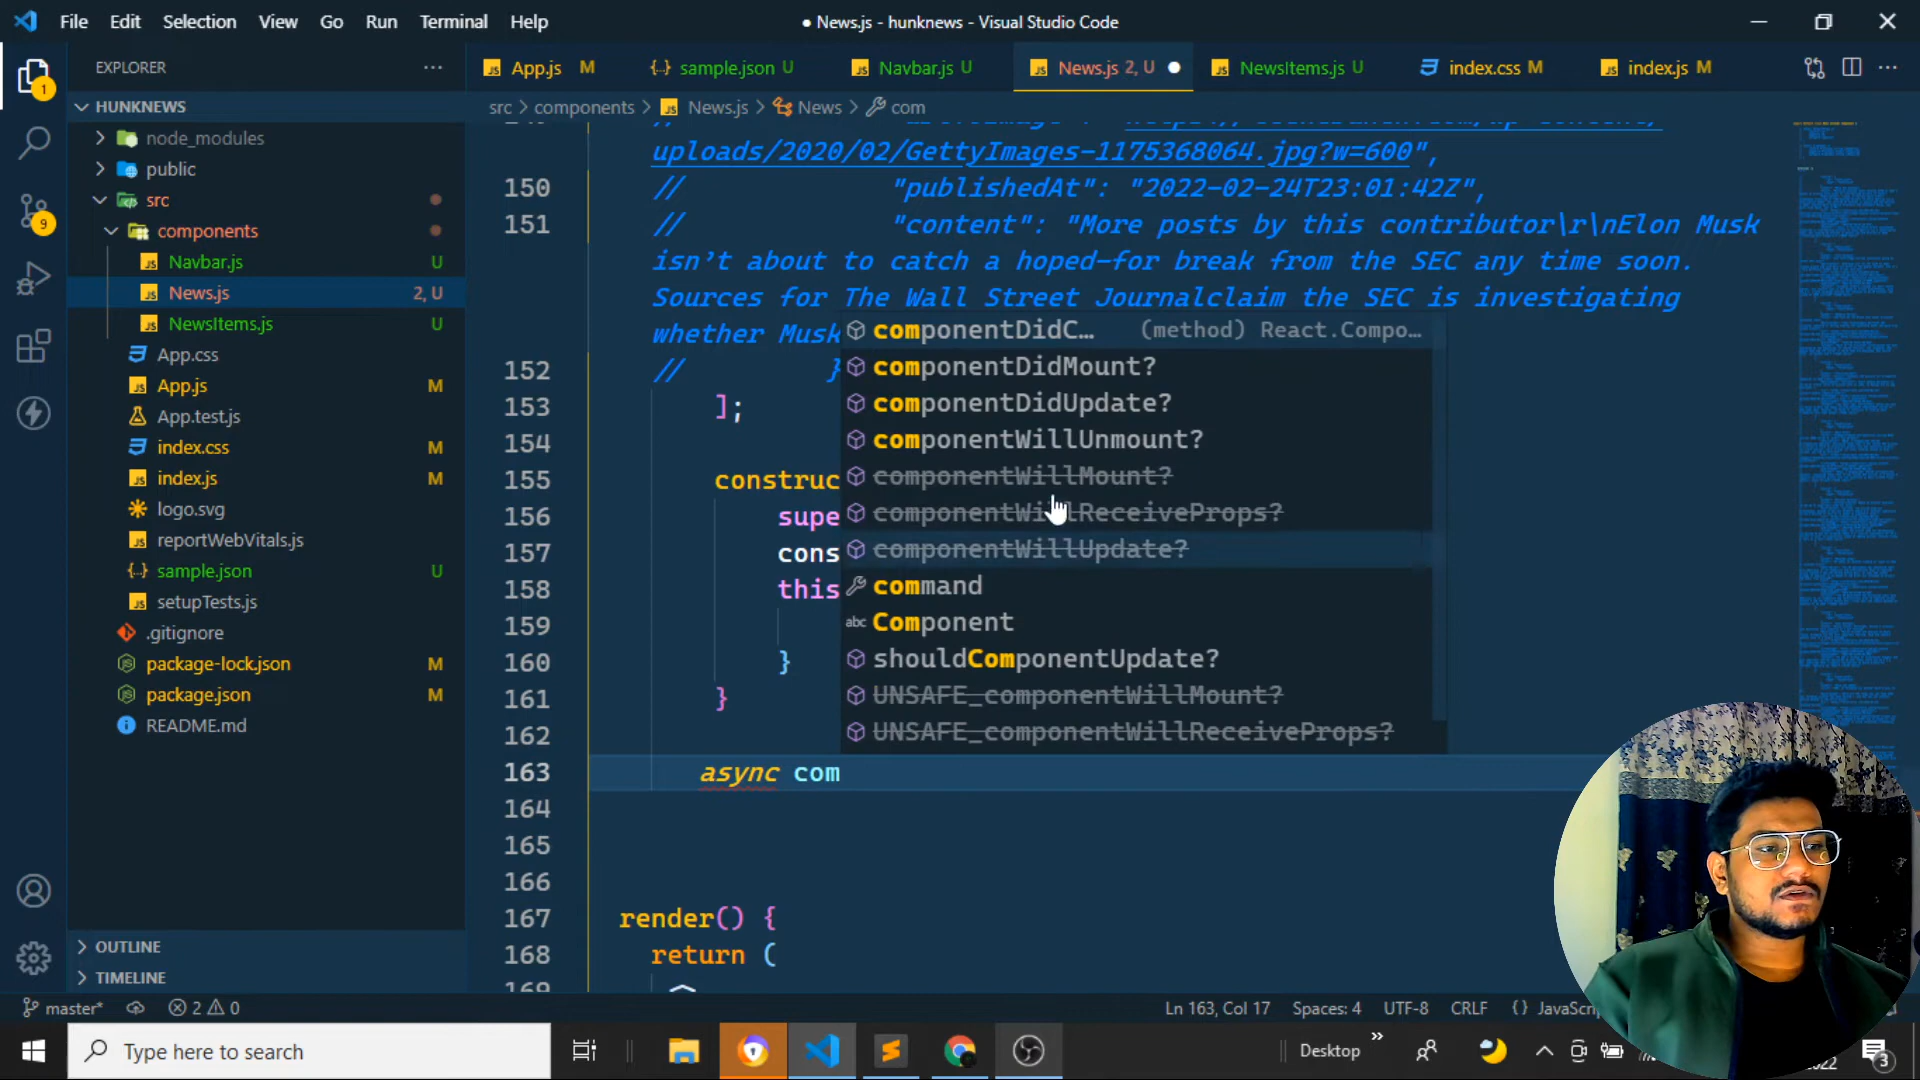 File Edit Selection View Go Run Terminal Help
● News.js - hunknews - Visual Studio Code
EXPLORER ...
App.js M
sample.json U
Navbar.js U
News.js 2, U ●
NewsItems.js U
index.css M
index.js M
src > components > News.js > News > com
HUNKNEWS
node_modules
public
src
components
Navbar.js U
News.js 2, U
NewsItems.js U
App.css
App.js M
App.test.js
index.css M
index.js M
logo.svg
reportWebVitals.js
sample.json U
setupTests.js
.gitignore
package-lock.json M
package.json M
README.md
OUTLINE
TIMELINE
uploads/2020/02/GettyImages-1175368064.jpg?w=600",
150 // "publishedAt": "2022-02-24T23:01:42Z",
151 // "content": "More posts by this contributor\r\nElon Musk
isn't about to catch a hoped-for break from the SEC any time soon.
Sources for The Wall Street Journalclaim the SEC is investigating
whether Musk
152 // }
153 ];
154
155 construc
156 supe
157 cons
158 this
159
160 }
161 }
162
163 async com
164
165
166
167 render() {
168 return (
169 <>
componentDidC... (method) React.Compo...
componentDidMount?
componentDidUpdate?
componentWillUnmount?
componentWillMount?
componentWillReceiveProps?
componentWillUpdate?
command
abc Component
shouldComponentUpdate?
UNSAFE_componentWillMount?
UNSAFE_componentWillReceiveProps?
1
9
master* 2 0
Ln 163, Col 17 Spaces: 4 UTF-8 CRLF {} JavaScri
Type here to search
Desktop »
2022
3